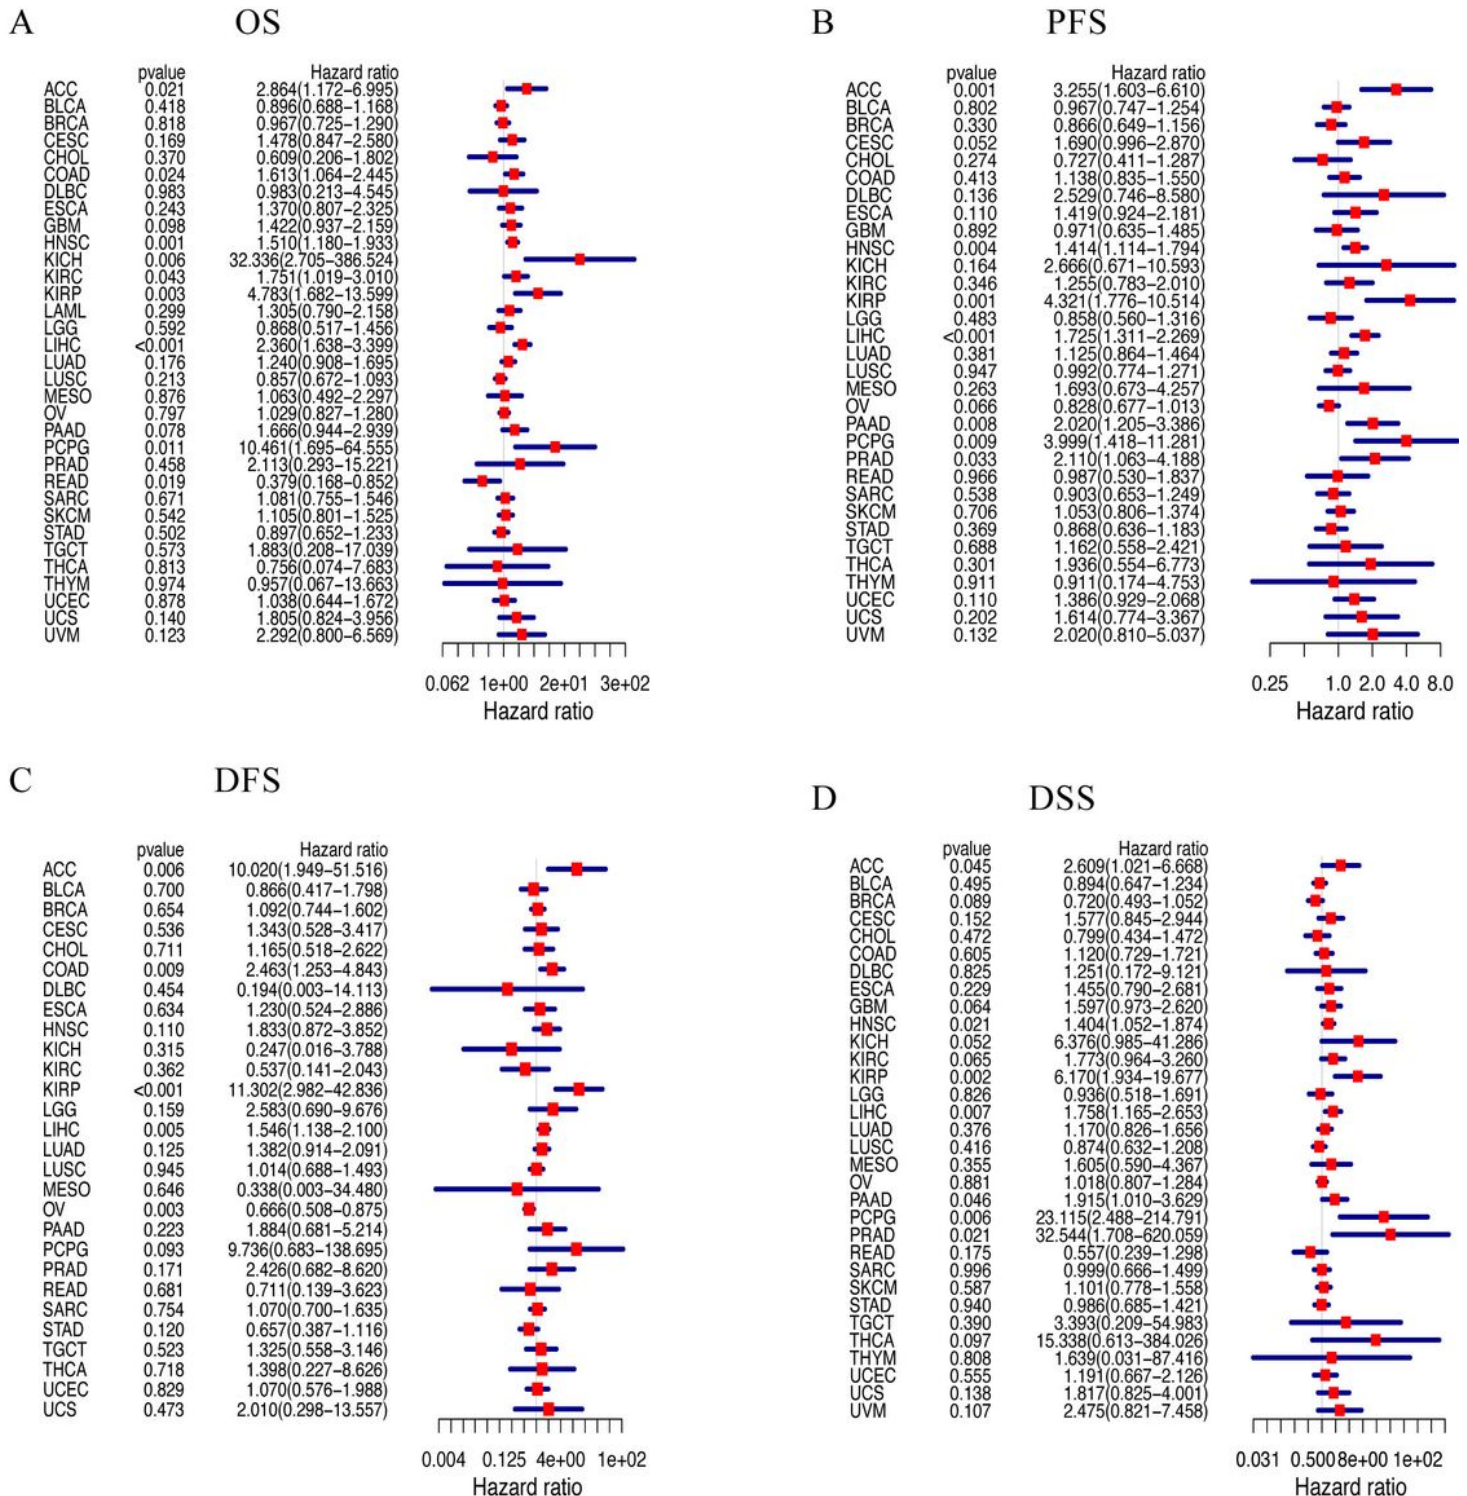 A OS
pvalue Hazard ratio
ACC 0.021 2.864(1.172−6.995)
BLCA 0.418 0.896(0.688−1.168)
BRCA 0.818 0.967(0.725−1.290)
CESC 0.169 1.478(0.847−2.580)
CHOL 0.370 0.609(0.206−1.802)
COAD 0.024 1.613(1.064−2.445)
DLBC 0.983 0.983(0.213−4.545)
ESCA 0.243 1.370(0.807−2.325)
GBM 0.098 1.422(0.937−2.159)
HNSC 0.001 1.510(1.180−1.933)
KICH 0.006 32.336(2.705−386.524)
KIRC 0.043 1.751(1.019−3.010)
KIRP 0.003 4.783(1.682−13.599)
LAML 0.299 1.305(0.790−2.158)
LGG 0.592 0.868(0.517−1.456)
LIHC <0.001 2.360(1.638−3.399)
LUAD 0.176 1.240(0.908−1.695)
LUSC 0.213 0.857(0.672−1.093)
MESO 0.876 1.063(0.492−2.297)
OV 0.797 1.029(0.827−1.280)
PAAD 0.078 1.666(0.944−2.939)
PCPG 0.011 10.461(1.695−64.555)
PRAD 0.458 2.113(0.293−15.221)
READ 0.019 0.379(0.168−0.852)
SARC 0.671 1.081(0.755−1.546)
SKCM 0.542 1.105(0.801−1.525)
STAD 0.502 0.897(0.652−1.233)
TGCT 0.573 1.883(0.208−17.039)
THCA 0.813 0.756(0.074−7.683)
THYM 0.974 0.957(0.067−13.663)
UCEC 0.878 1.038(0.644−1.672)
UCS 0.140 1.805(0.824−3.956)
UVM 0.123 2.292(0.800−6.569)
0.062 1e+00 2e+01 3e+02
Hazard ratio
B PFS
pvalue Hazard ratio
ACC 0.001 3.255(1.603−6.610)
BLCA 0.802 0.967(0.747−1.254)
BRCA 0.330 0.866(0.649−1.156)
CESC 0.052 1.690(0.996−2.870)
CHOL 0.274 0.727(0.411−1.287)
COAD 0.413 1.138(0.835−1.550)
DLBC 0.136 2.529(0.746−8.580)
ESCA 0.110 1.419(0.924−2.181)
GBM 0.892 0.971(0.635−1.485)
HNSC 0.004 1.414(1.114−1.794)
KICH 0.164 2.666(0.671−10.593)
KIRC 0.346 1.255(0.783−2.010)
KIRP 0.001 4.321(1.776−10.514)
LGG 0.483 0.858(0.560−1.316)
LIHC <0.001 1.725(1.311−2.269)
LUAD 0.381 1.125(0.864−1.464)
LUSC 0.947 0.992(0.774−1.271)
MESO 0.263 1.693(0.673−4.257)
OV 0.066 0.828(0.677−1.013)
PAAD 0.008 2.020(1.205−3.386)
PCPG 0.009 3.999(1.418−11.281)
PRAD 0.033 2.110(1.063−4.188)
READ 0.966 0.987(0.530−1.837)
SARC 0.538 0.903(0.653−1.249)
SKCM 0.706 1.053(0.806−1.374)
STAD 0.369 0.868(0.636−1.183)
TGCT 0.688 1.162(0.558−2.421)
THCA 0.301 1.936(0.554−6.773)
THYM 0.911 0.911(0.174−4.753)
UCEC 0.110 1.386(0.929−2.068)
UCS 0.202 1.614(0.774−3.367)
UVM 0.132 2.020(0.810−5.037)
0.25 1.0 2.0 4.0 8.0
Hazard ratio
C DFS
pvalue Hazard ratio
ACC 0.006 10.020(1.949−51.516)
BLCA 0.700 0.866(0.417−1.798)
BRCA 0.654 1.092(0.744−1.602)
CESC 0.536 1.343(0.528−3.417)
CHOL 0.711 1.165(0.518−2.622)
COAD 0.009 2.463(1.253−4.843)
DLBC 0.454 0.194(0.003−14.113)
ESCA 0.634 1.230(0.524−2.886)
HNSC 0.110 1.833(0.872−3.852)
KICH 0.315 0.247(0.016−3.788)
KIRC 0.362 0.537(0.141−2.043)
KIRP <0.001 11.302(2.982−42.836)
LGG 0.159 2.583(0.690−9.676)
LIHC 0.005 1.546(1.138−2.100)
LUAD 0.125 1.382(0.914−2.091)
LUSC 0.945 1.014(0.688−1.493)
MESO 0.646 0.338(0.003−34.480)
OV 0.003 0.666(0.508−0.875)
PAAD 0.223 1.884(0.681−5.214)
PCPG 0.093 9.736(0.683−138.695)
PRAD 0.171 2.426(0.682−8.620)
READ 0.681 0.711(0.139−3.623)
SARC 0.754 1.070(0.700−1.635)
STAD 0.120 0.657(0.387−1.116)
TGCT 0.523 1.325(0.558−3.146)
THCA 0.718 1.398(0.227−8.626)
UCEC 0.829 1.070(0.576−1.988)
UCS 0.473 2.010(0.298−13.557)
0.004 0.125 4e+00 1e+02
Hazard ratio
D DSS
pvalue Hazard ratio
ACC 0.045 2.609(1.021−6.668)
BLCA 0.495 0.894(0.647−1.234)
BRCA 0.089 0.720(0.493−1.052)
CESC 0.152 1.577(0.845−2.944)
CHOL 0.472 0.799(0.434−1.472)
COAD 0.605 1.120(0.729−1.721)
DLBC 0.825 1.251(0.172−9.121)
ESCA 0.229 1.455(0.790−2.681)
GBM 0.064 1.597(0.973−2.620)
HNSC 0.021 1.404(1.052−1.874)
KICH 0.052 6.376(0.985−41.286)
KIRC 0.065 1.773(0.964−3.260)
KIRP 0.002 6.170(1.934−19.677)
LGG 0.826 0.936(0.518−1.691)
LIHC 0.007 1.758(1.165−2.653)
LUAD 0.376 1.170(0.826−1.656)
LUSC 0.416 0.874(0.632−1.208)
MESO 0.355 1.605(0.590−4.367)
OV 0.881 1.018(0.807−1.284)
PAAD 0.046 1.915(1.010−3.629)
PCPG 0.006 23.115(2.488−214.791)
PRAD 0.021 32.544(1.708−620.059)
READ 0.175 0.557(0.239−1.298)
SARC 0.996 0.999(0.666−1.499)
SKCM 0.587 1.101(0.778−1.558)
STAD 0.940 0.986(0.685−1.421)
TGCT 0.390 3.393(0.209−54.983)
THCA 0.097 15.338(0.613−384.026)
THYM 0.808 1.639(0.031−87.416)
UCEC 0.555 1.191(0.667−2.126)
UCS 0.138 1.817(0.825−4.001)
UVM 0.107 2.475(0.821−7.458)
0.031 0.500 8e+00 1e+02
Hazard ratio